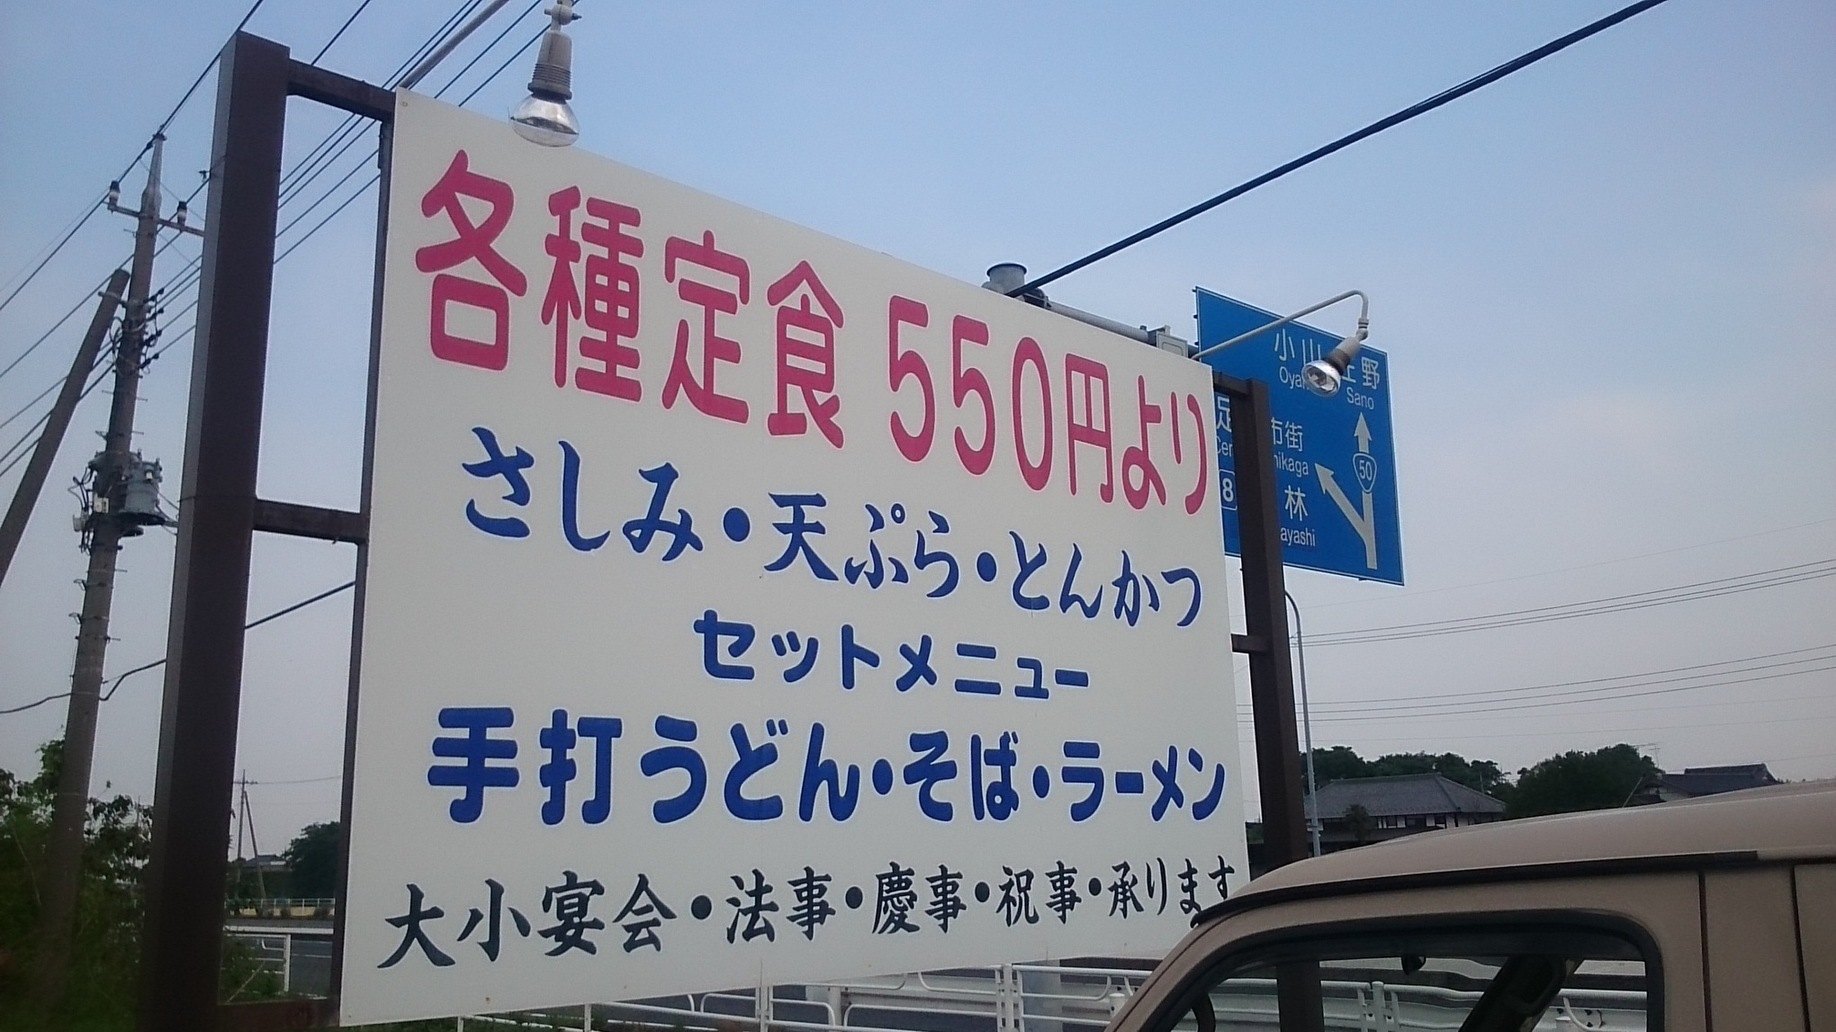 各種定食 550円より
さしみ・天ぷら・とんかつ
セットメニュー
手打うどん・そば・ラーメン
大小宴会・法事・慶事・祝事・承ります
小山
野
Sano
市街
50
8
林